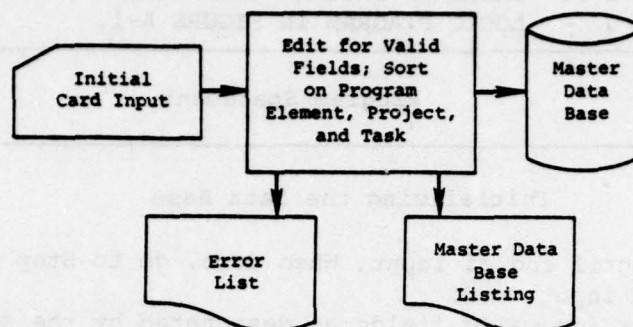 Initial
Card Input
Edit for Valid
Fields; Sort
on Program
Element, Project,
and Task
Master
Data
Base
Error
List
Master Data
Base
Listing